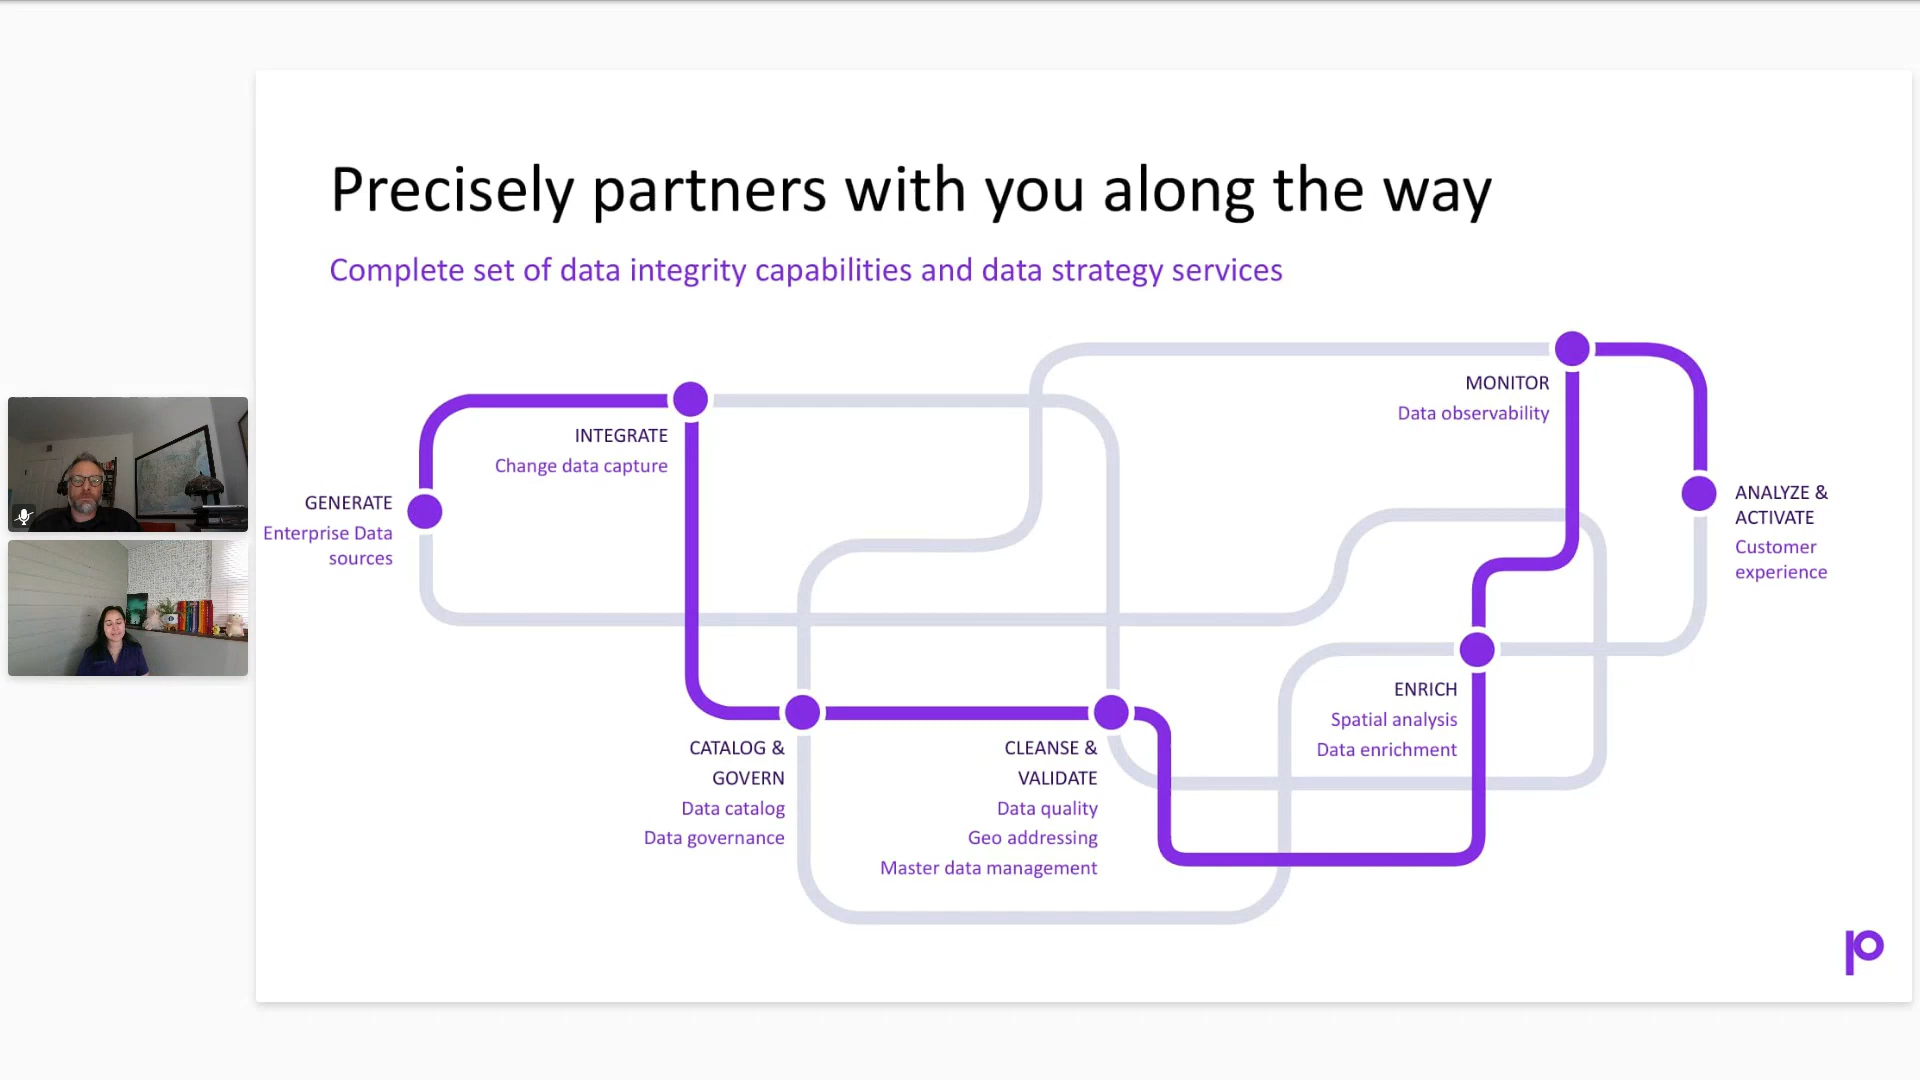 Precisely partners with you along the way
Complete set of data integrity capabilities and data strategy services
GENERATE
Enterprise Data
sources
INTEGRATE
Change data capture
CATALOG &
GOVERN
Data catalog
Data governance
CLEANSE &
VALIDATE
Data quality
Geo addressing
Master data management
ENRICH
Spatial analysis
Data enrichment
MONITOR
Data observability
ANALYZE &
ACTIVATE
Customer
experience